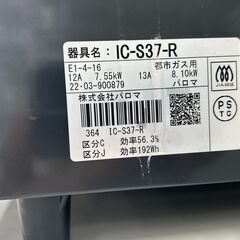 器具名: IC-S37-R
E1-4-16 都市ガス用
12A 7.55kW 13A 8.10kW
22・03-900879 パロマ
株式会社パロマ
364 IC-S37-R
区分C 効率56.3%
区分J 効率192Wh
PS
TG